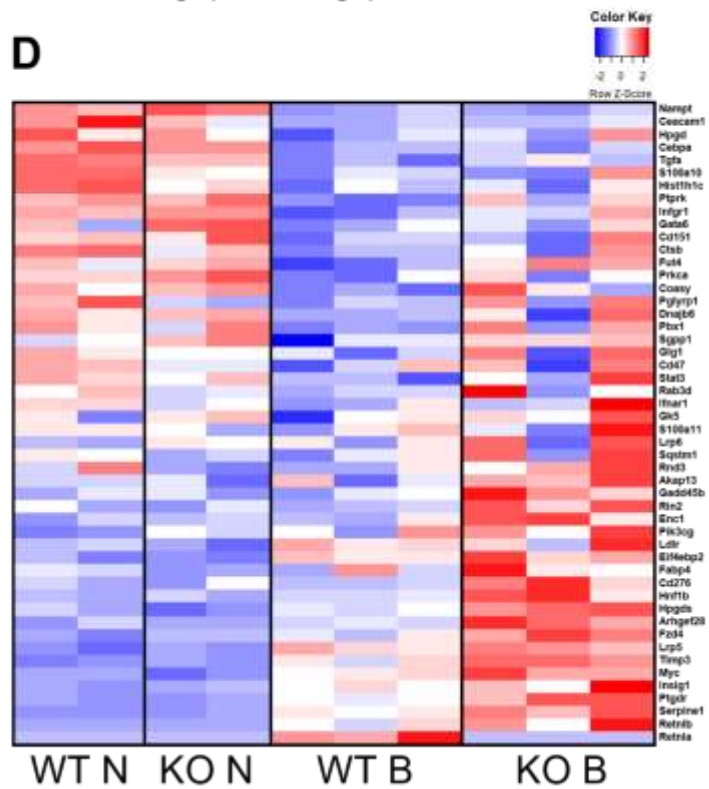 Color Key
D
-2 0 2
Row Z-Score
Nampt
Ceacam1
Hpgd
Cebpa
Tgfa
S100a10
Hist1h1c
Ptprk
Ifngr1
Gata6
Cd151
Ctsb
Fut4
Prkca
Coasy
Pglyrp1
Dnajb6
Pbx1
Sgpp1
Glg1
Cd47
Stat3
Rab3d
Ifnar1
Gk5
S100a11
Lrp6
Sqstm1
Rnd3
Akap13
Gadd45b
Rin2
Enc1
Pik3cg
Ldlr
Eif4ebp2
Fabp4
Cd276
Hnf1b
Hpgds
Arhgef28
Fzd4
Lrp5
Timp3
Myc
Insig1
Ptgdr
Serpine1
Retnlb
Retnla
WT N KO N WT B KO B